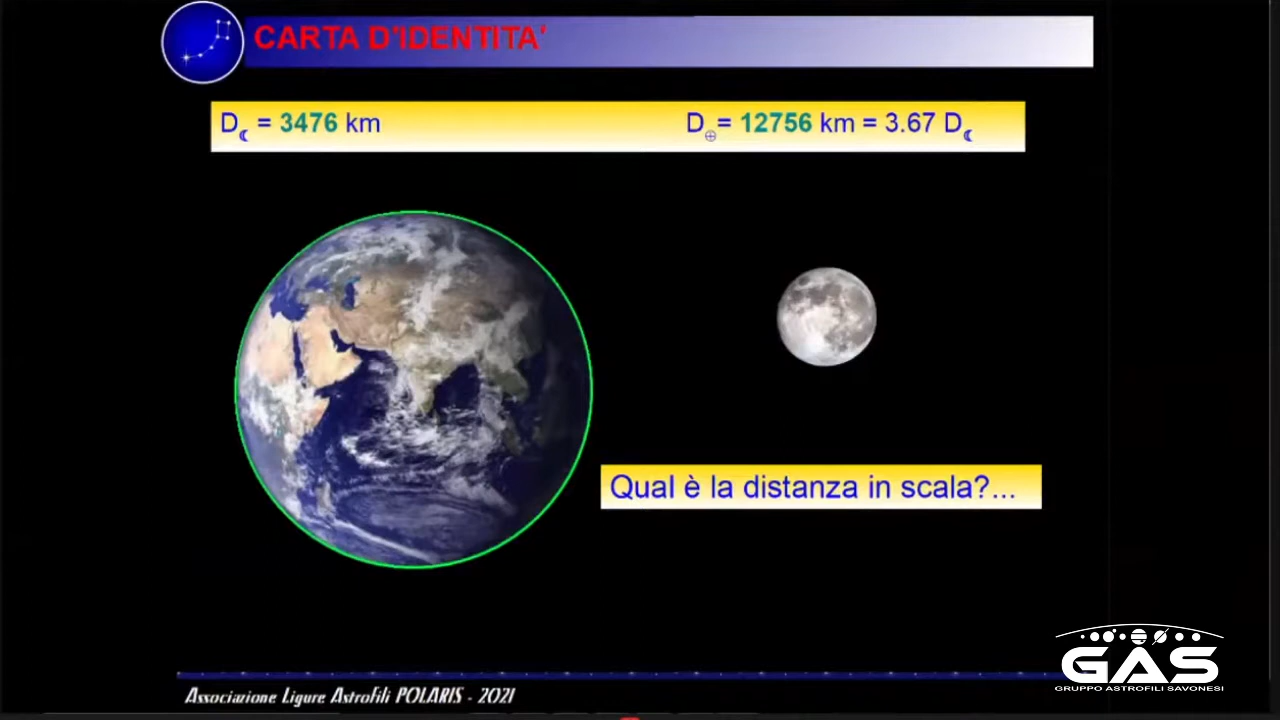 CARTA D'IDENTITA'
D☾ = 3476 km
D⊕ = 12756 km = 3.67 D☾
Qual è la distanza in scala?...
Associazione Ligure Astrofili POLARIS - 2021
GAS
GRUPPO ASTROFILI SAVONESI